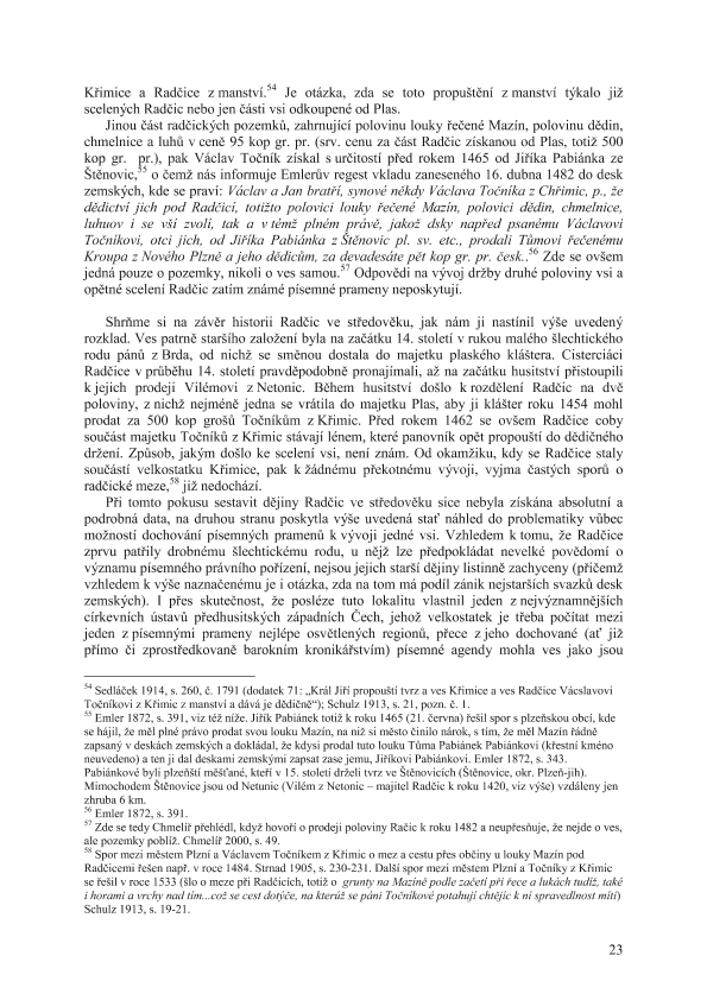 Křimice a Radčice z manství.54 Je otázka, zda se toto propuštění z manství týkalo již
scelených Radčic nebo jen části vsi odkoupené od Plas.
Jinou část radčických pozemků, zahrnující polovinu louky řečené Mazín, polovinu dědin,
chmelnice a luhů v ceně 95 kop gr. pr. (srv. cenu za část Radčic získanou od Plas, totiž 500
kop gr. pr.), pak Václav Točník získal s určitostí před rokem 1465 od Jiříka Pabiánka ze
Štěnovic,55 o čemž nás informuje Emlerův regest vkladu zaneseného 16. dubna 1482 do desk
zemských, kde se praví: Václav a Jan bratří, synové někdy Václava Točníka z Chřimic, p., že
dědictví jich pod Radčicí, totižto polovici louky řečené Mazín, polovici dědin, chmelnice,
luhuov i se vší zvolí, tak a v témž plném právě, jakož dsky napřed psanému Václavovi
Točníkovi, otci jich, od Jiříka Pabiánka z Štěnovic pl. sv. etc., prodali Tůmovi řečenému
Kroupa z Nového Plzně a jeho dědicům, za devadesáte pět kop gr. pr. česk..56 Zde se ovšem
jedná pouze o pozemky, nikoli o ves samou.57 Odpovědi na vývoj držby druhé poloviny vsi a
opětné scelení Radčic zatím známé písemné prameny neposkytují.
Shrňme si na závěr historii Radčic ve středověku, jak nám ji nastínil výše uvedený
rozklad. Ves patrně staršího založení byla na začátku 14. století v rukou malého šlechtického
rodu pánů z Brda, od nichž se směnou dostala do majetku plaského kláštera. Cisterciáci
Radčice v průběhu 14. století pravděpodobně pronajímali, až na začátku husitství přistoupili
k jejich prodeji Vilémovi z Netonic. Během husitství došlo k rozdělení Radčic na dvě
poloviny, z nichž nejméně jedna se vrátila do majetku Plas, aby ji klášter roku 1454 mohl
prodat za 500 kop grošů Točníkům z Křimic. Před rokem 1462 se ovšem Radčice coby
součást majetku Točníků z Křimic stávají lénem, které panovník opět propouští do dědičného
držení. Způsob, jakým došlo ke scelení vsi, není znám. Od okamžiku, kdy se Radčice staly
součástí velkostatku Křimice, pak k žádnému překotnému vývoji, vyjma častých sporů o
radčické meze,58 již nedochází.
Při tomto pokusu sestavit dějiny Radčic ve středověku sice nebyla získána absolutní a
podrobná data, na druhou stranu poskytla výše uvedená stať náhled do problematiky vůbec
možností dochování písemných pramenů k vývoji jedné vsi. Vzhledem k tomu, že Radčice
zprvu patřily drobnému šlechtickému rodu, u nějž lze předpokládat nevelké povědomí o
významu písemného právního pořízení, nejsou jejich starší dějiny listinně zachyceny (přičemž
vzhledem k výše naznačenému je i otázka, zda na tom má podíl zánik nejstarších svazků desk
zemských). I přes skutečnost, že posléze tuto lokalitu vlastnil jeden z nejvýznamnějších
církevních ústavů předhusitských západních Čech, jehož velkostatek je třeba počítat mezi
jeden z písemnými prameny nejlépe osvětlených regionů, přece z jeho dochované (ať již
přímo či zprostředkovaně barokním kronikářstvím) písemné agendy mohla ves jako jsou
54 Sedláček 1914, s. 260, č. 1791 (dodatek 71: „Král Jiří propouští tvrz a ves Křimice a ves Radčice Václsavovi
Točníkovi z Křimic z manství a dává je dědičně“); Schulz 1913, s. 21, pozn. č. 1.
55 Emler 1872, s. 391, viz též níže. Jiřík Pabiánek totiž k roku 1465 (21. června) řešil spor s plzeňskou obcí, kde
se hájil, že měl plné právo prodat svou louku Mazín, na niž si město činilo nárok, s tím, že měl Mazín řádně
zapsaný v deskách zemských a dokládal, že kdysi prodal tuto louku Tůma Pabiánek Pabiánkovi (křestní kméno
neuvedeno) a ten ji dal deskami zemskými zapsat zase jemu, Jiříkovi Pabiánkovi. Emler 1872, s. 343.
Pabiánkové byli plzeňští měšťané, kteří v 15. století drželi tvrz ve Štěnovicích (Štěnovice, okr. Plzeň-jih).
Mimochodem Štěnovice jsou od Netunic (Vilém z Netonic – majitel Radčic k roku 1420, viz výše) vzdáleny jen
zhruba 6 km.
56 Emler 1872, s. 391.
57 Zde se tedy Chmelíř přehlédl, když hovoří o prodeji poloviny Račic k roku 1482 a neupřesňuje, že nejde o ves,
ale pozemky poblíž. Chmelíř 2000, s. 49.
58 Spor mezi městem Plzní a Václavem Točníkem z Křimic o mez a cestu přes občiny u louky Mazín pod
Radčicemi řešen např. v roce 1484. Strnad 1905, s. 230-231. Další spor mezi městem Plzní a Točníky z Křimic
se řešil v roce 1533 (šlo o meze při Radčicích, totiž o grunty na Mazíně podle začetí při řece a lukách tudíž, také
i horami a vrchy nad tím...což se cest dotýče, na kterúž se páni Točníkové potahují chtějíc k ní spravedlnost míti)
Schulz 1913, s. 19-21.
23